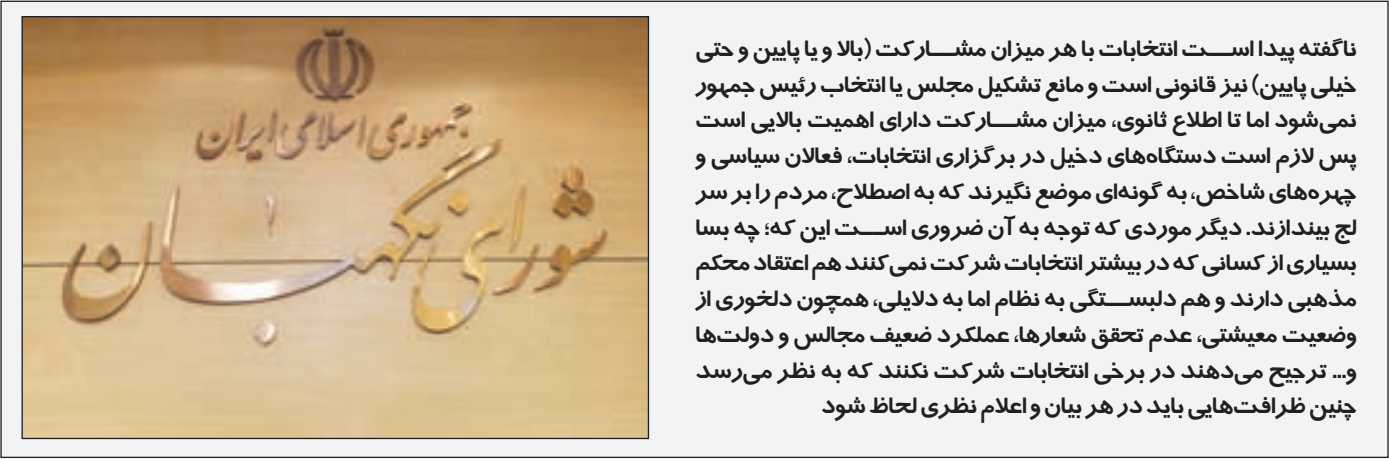 ناگفته پیدا است انتخابات با هر میزان مشارکت (بالا و یا پایین و حتی
خیلی پایین) نیز قانونی است و مانع تشکیل مجلس یا انتخاب رئیس جمهور
نمی‌شود اما تا اطلاع ثانوی، میزان مشارکت دارای اهمیت بالایی است
پس لازم است دستگاه‌های دخیل در برگزاری انتخابات، فعالان سیاسی و
چهره‌های شاخص، به گونه‌ای موضع نگیرند که به اصطلاح، مردم را بر سر
لج بیندازند. دیگر موردی که توجه به آن ضروری است این که؛ چه بسا
بسیاری از کسانی که در بیشتر انتخابات شرکت نمی‌کنند هم اعتقاد محکم
مذهبی دارند و هم دلبستگی به نظام اما به دلایلی، همچون دلخوری از
وضعیت معیشتی، عدم تحقق شعارها، عملکرد ضعیف مجالس و دولت‌ها
و... ترجیح می‌دهند در برخی انتخابات شرکت نکنند که به نظر می‌رسد
چنین ظرافت‌هایی باید در هر بیان و اعلام نظری لحاظ شود
جمهوری اسلامی ایران
شورای نگهبان